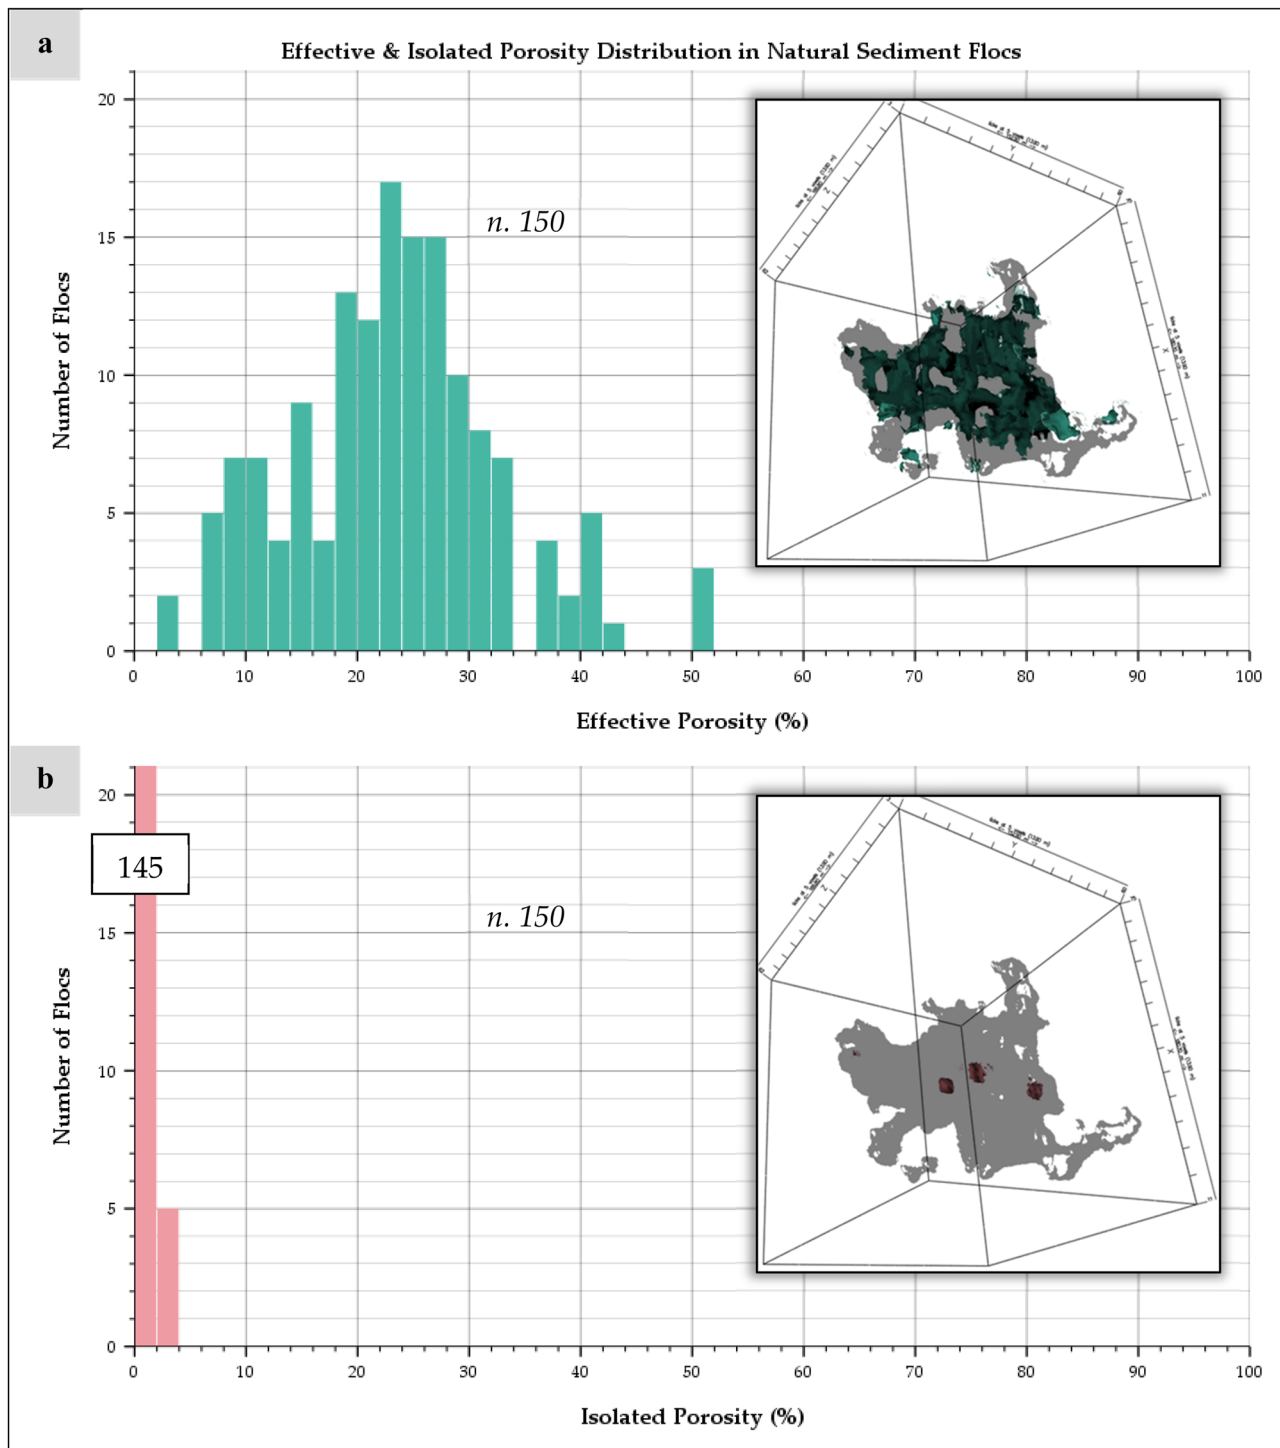 a
Effective & Isolated Porosity Distribution in Natural Sediment Flocs
20
15
10
5
0
Number of Flocs
n. 150
Z
Y
X
0 10 20 30 40 50 60 70 80 90 100
Effective Porosity (%)
b
20
15
10
5
0
Number of Flocs
145
n. 150
Z
Y
X
0 10 20 30 40 50 60 70 80 90 100
Isolated Porosity (%)